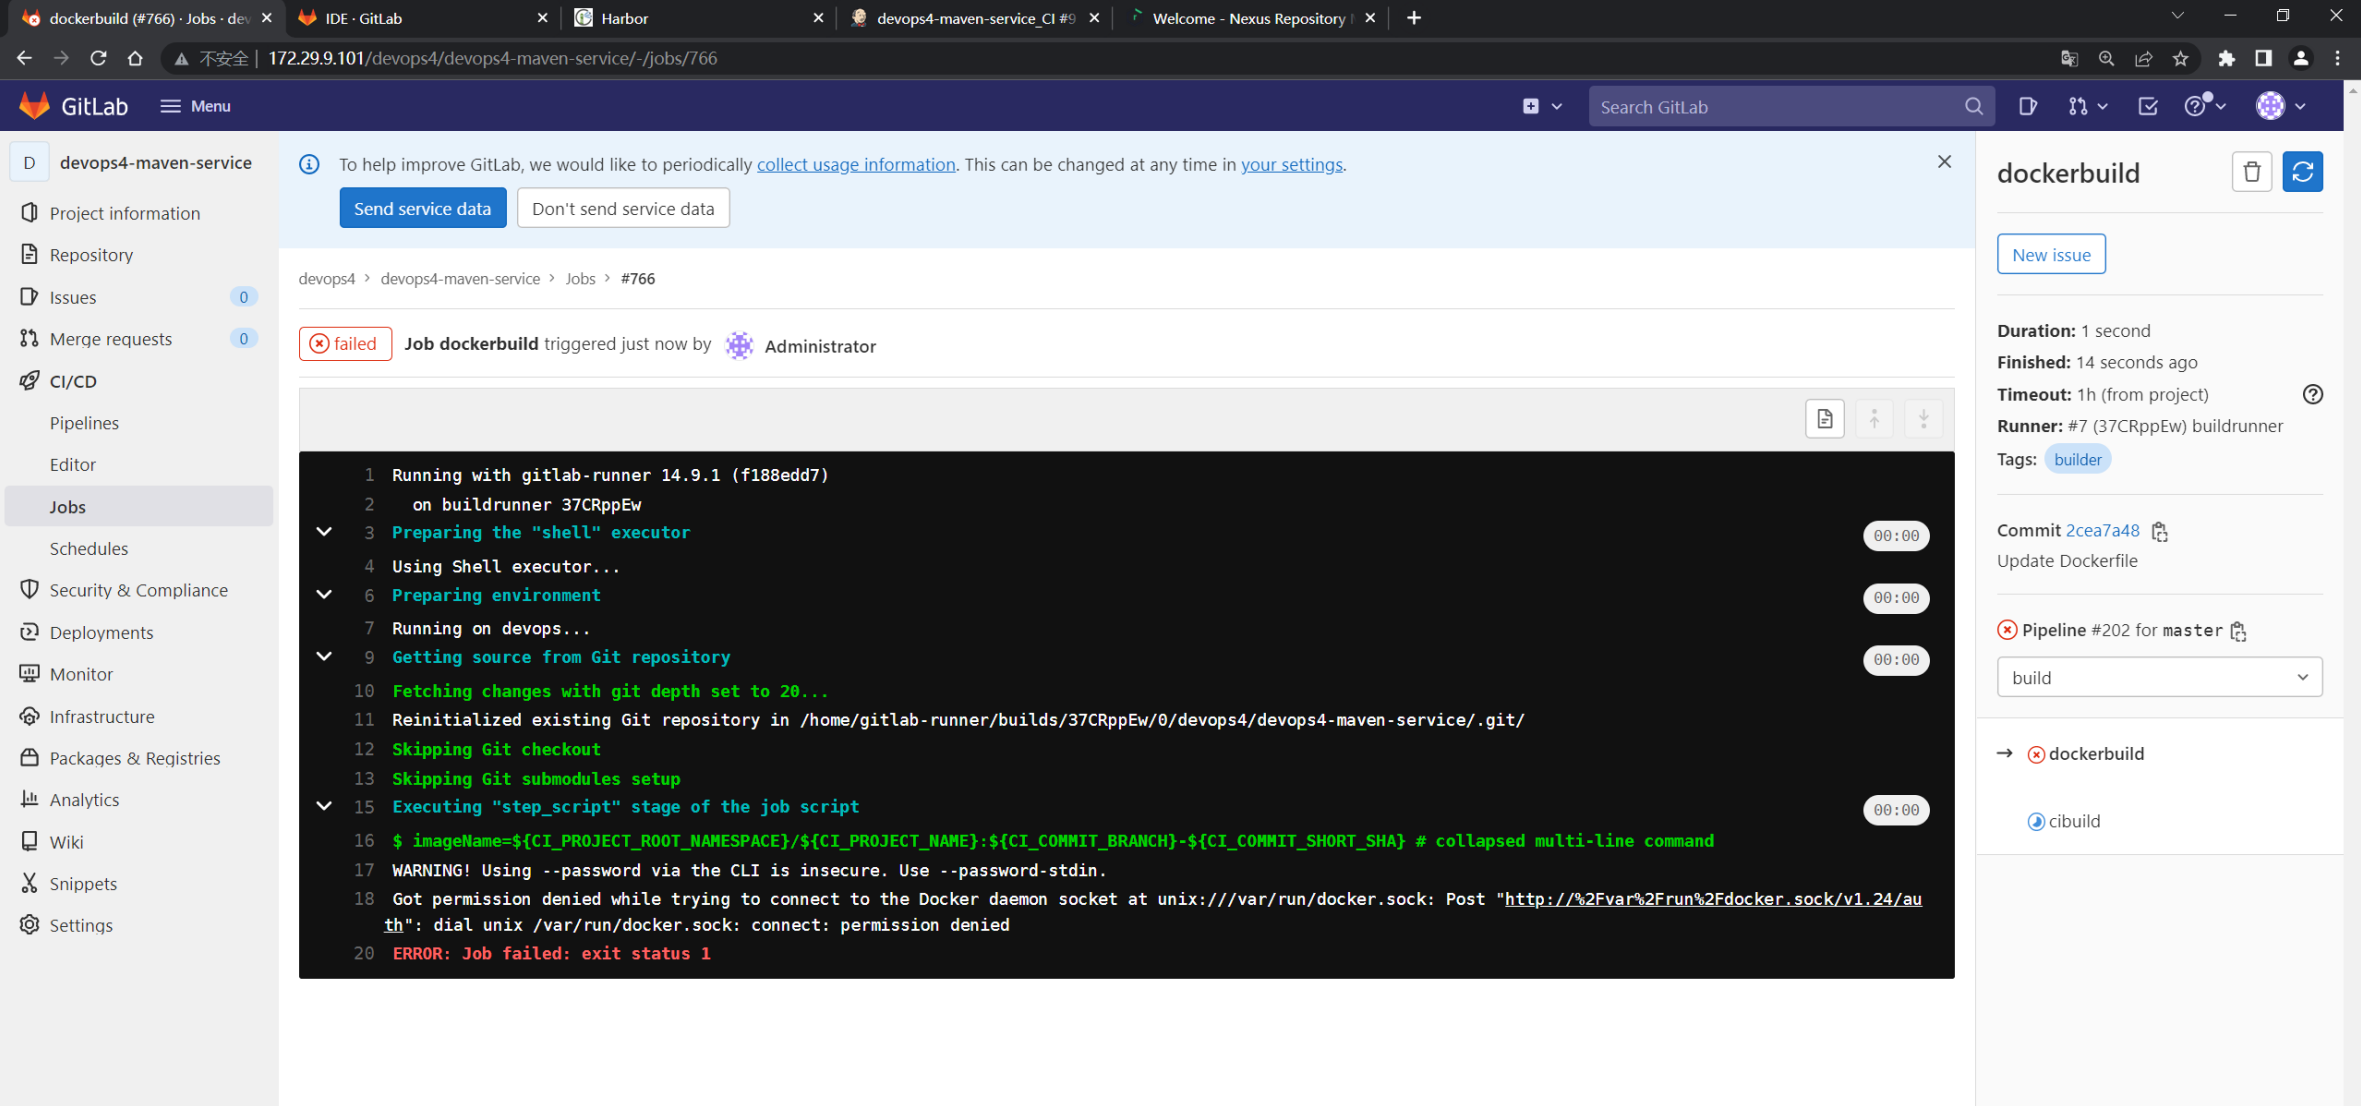 dockerbuild (#766) · Jobs · dev
IDE · GitLab
Harbor
devops4-maven-service_CI #9
Welcome - Nexus Repository
不安全 | 172.29.9.101/devops4/devops4-maven-service/-/jobs/766
GitLab
Menu
Search GitLab
D devops4-maven-service
Project information
Repository
Issues 0
Merge requests 0
CI/CD
Pipelines
Editor
Jobs
Schedules
Security & Compliance
Deployments
Monitor
Infrastructure
Packages & Registries
Analytics
Wiki
Snippets
Settings
To help improve GitLab, we would like to periodically collect usage information. This can be changed at any time in your settings.
Send service data
Don't send service data
devops4 > devops4-maven-service > Jobs > #766
failed Job dockerbuild triggered just now by Administrator
1 Running with gitlab-runner 14.9.1 (f188edd7)
2 on buildrunner 37CRppEw
3 Preparing the "shell" executor 00:00
4 Using Shell executor...
6 Preparing environment 00:00
7 Running on devops...
9 Getting source from Git repository 00:00
10 Fetching changes with git depth set to 20...
11 Reinitialized existing Git repository in /home/gitlab-runner/builds/37CRppEw/0/devops4/devops4-maven-service/.git/
12 Skipping Git checkout
13 Skipping Git submodules setup
15 Executing "step_script" stage of the job script 00:00
16 $ imageName=${CI_PROJECT_ROOT_NAMESPACE}/${CI_PROJECT_NAME}:${CI_COMMIT_BRANCH}-${CI_COMMIT_SHORT_SHA} # collapsed multi-line command
17 WARNING! Using --password via the CLI is insecure. Use --password-stdin.
18 Got permission denied while trying to connect to the Docker daemon socket at unix:///var/run/docker.sock: Post "http://%2Fvar%2Frun%2Fdocker.sock/v1.24/au
th": dial unix /var/run/docker.sock: connect: permission denied
20 ERROR: Job failed: exit status 1
dockerbuild
New issue
Duration: 1 second
Finished: 14 seconds ago
Timeout: 1h (from project)
Runner: #7 (37CRppEw) buildrunner
Tags: builder
Commit 2cea7a48
Update Dockerfile
Pipeline #202 for master
build
→ dockerbuild
cibuild